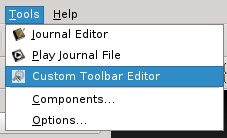 Tools Help
Journal Editor
Play Journal File
Custom Toolbar Editor
Components...
Options...